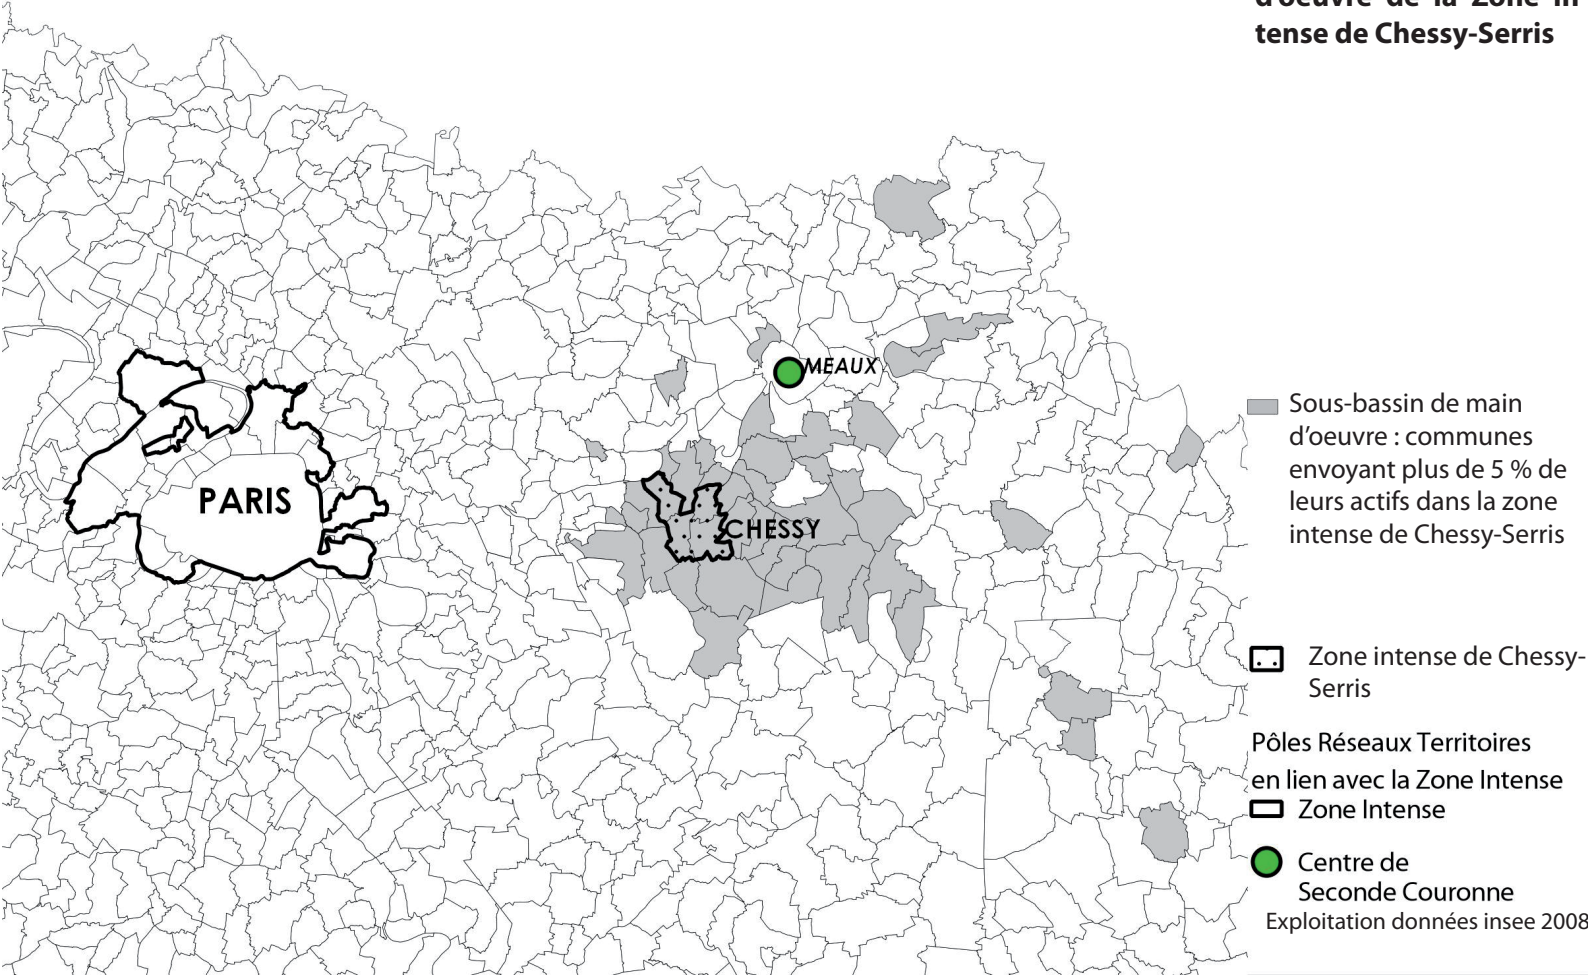 d'oeuvre de la Zone in-
tense de Chessy-Serris
MEAUX
PARIS
CHESSY
Sous-bassin de main
d'oeuvre : communes
envoyant plus de 5 % de
leurs actifs dans la zone
intense de Chessy-Serris
Zone intense de Chessy-
Serris
Pôles Réseaux Territoires
en lien avec la Zone Intense
Zone Intense
Centre de
Seconde Couronne
Exploitation données insee 2008